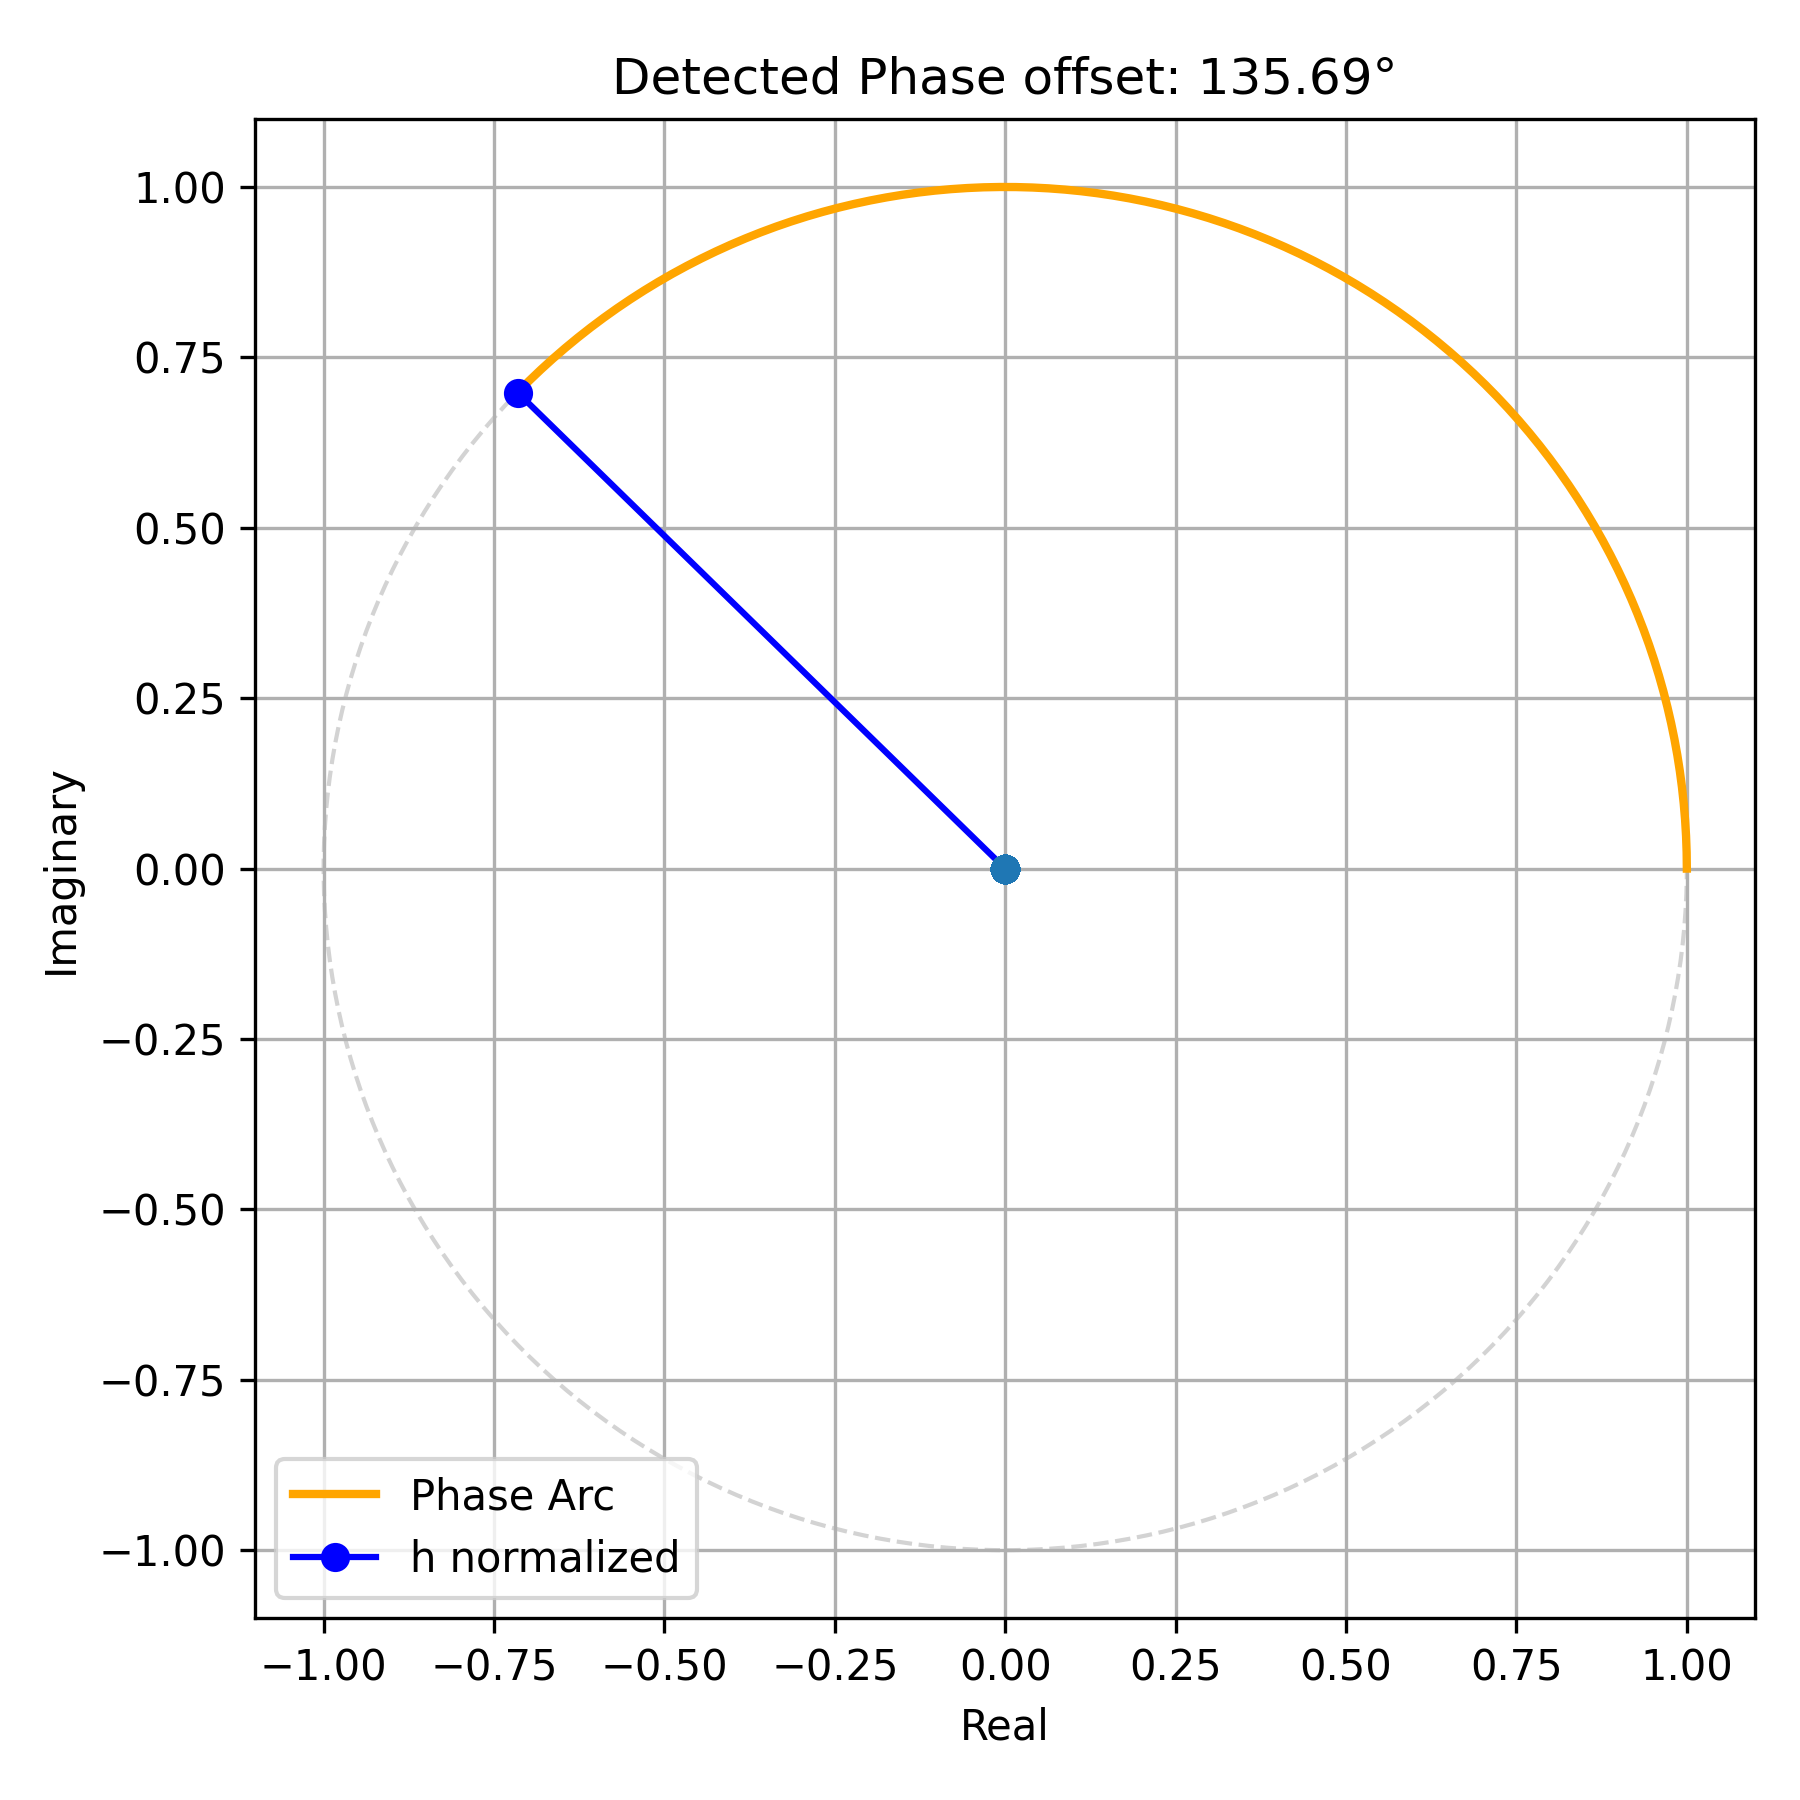 Detected Phase offset: 135.69°
1.00
0.75
0.50
0.25
0.00
−0.25
−0.50
−0.75
−1.00
Imaginary
Phase Arc
h normalized
−1.00 −0.75 −0.50 −0.25 0.00 0.25 0.50 0.75 1.00
Real